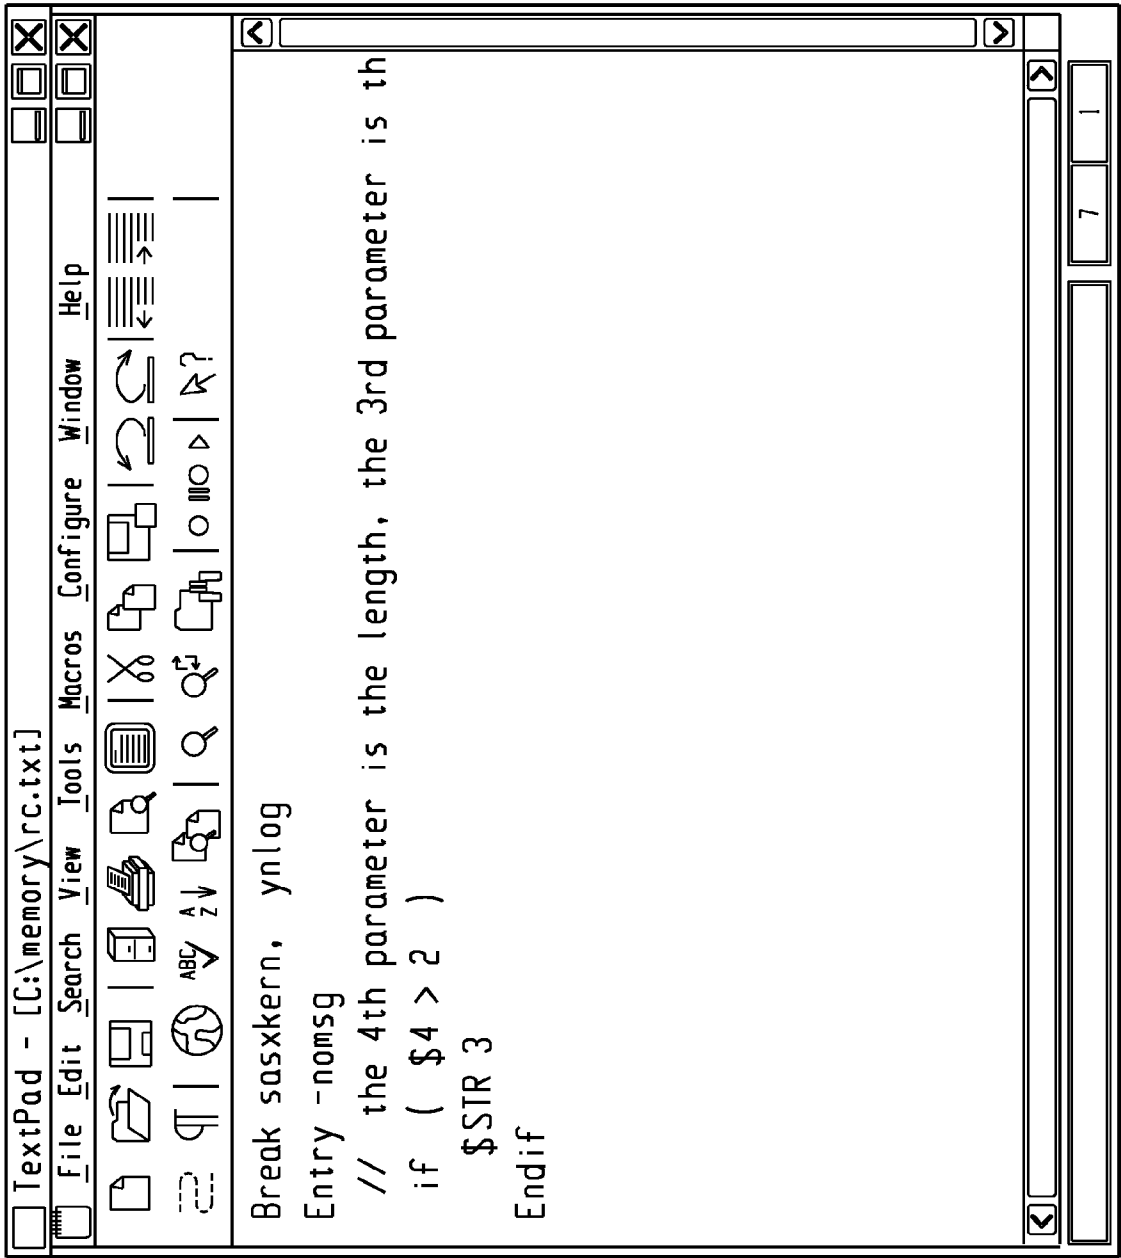 TextPad - [C:\memory\rc.txt]
File Edit Search View Tools Macros Configure Window Help
ABC A Z ?
Break sasxkern, ynlog
Entry -nomsg
// the 4th parameter is the length, the 3rd parameter is th
if ( $4 > 2 )
$STR 3
Endif
7 1